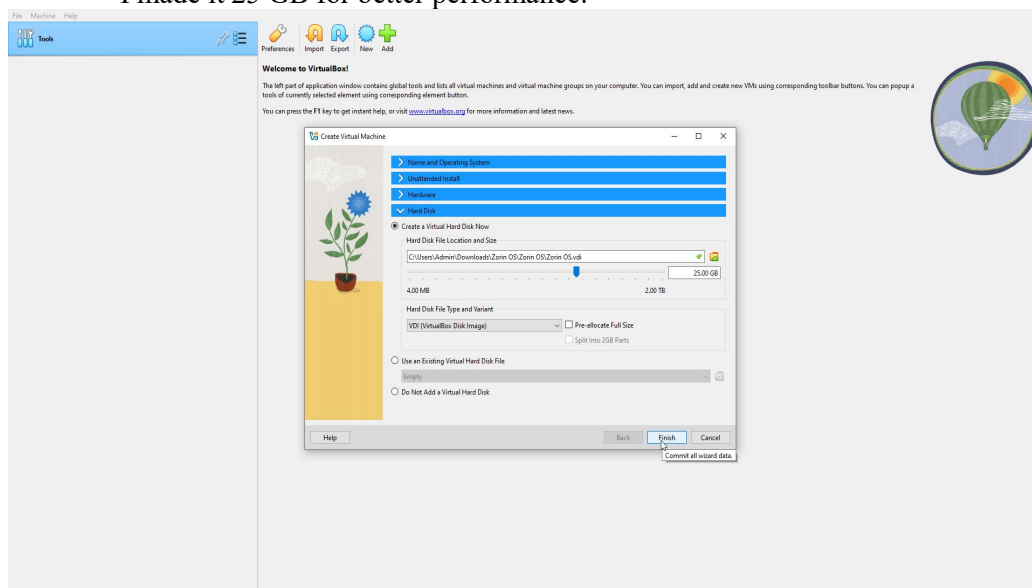 I made it 25 GB for better performance.
File Machine Help
Tools
Preferences Import Export New Add
Welcome to VirtualBox!
The left part of application window contains global tools and lists all virtual machines and virtual machine groups on your computer. You can import, add and create new VMs using corresponding toolbar buttons. You can popup a
tools of currently selected element using corresponding element button.
You can press the F1 key to get instant help, or visit www.virtualbox.org for more information and latest news.
Create Virtual Machine
Name and Operating System
Unattended Install
Hardware
Hard Disk
Create a Virtual Hard Disk Now
Hard Disk File Location and Size
C:\Users\Admin\Downloads\Zorin OS\Zorin OS\Zorin OS.vdi
25.00 GB
4.00 MB 2.00 TB
Hard Disk File Type and Variant
VDI (VirtualBox Disk Image) Pre-allocate Full Size
Split Into 2GB Parts
Use an Existing Virtual Hard Disk File
Empty
Do Not Add a Virtual Hard Disk
Help Back Finish Cancel
Commit all wizard data.